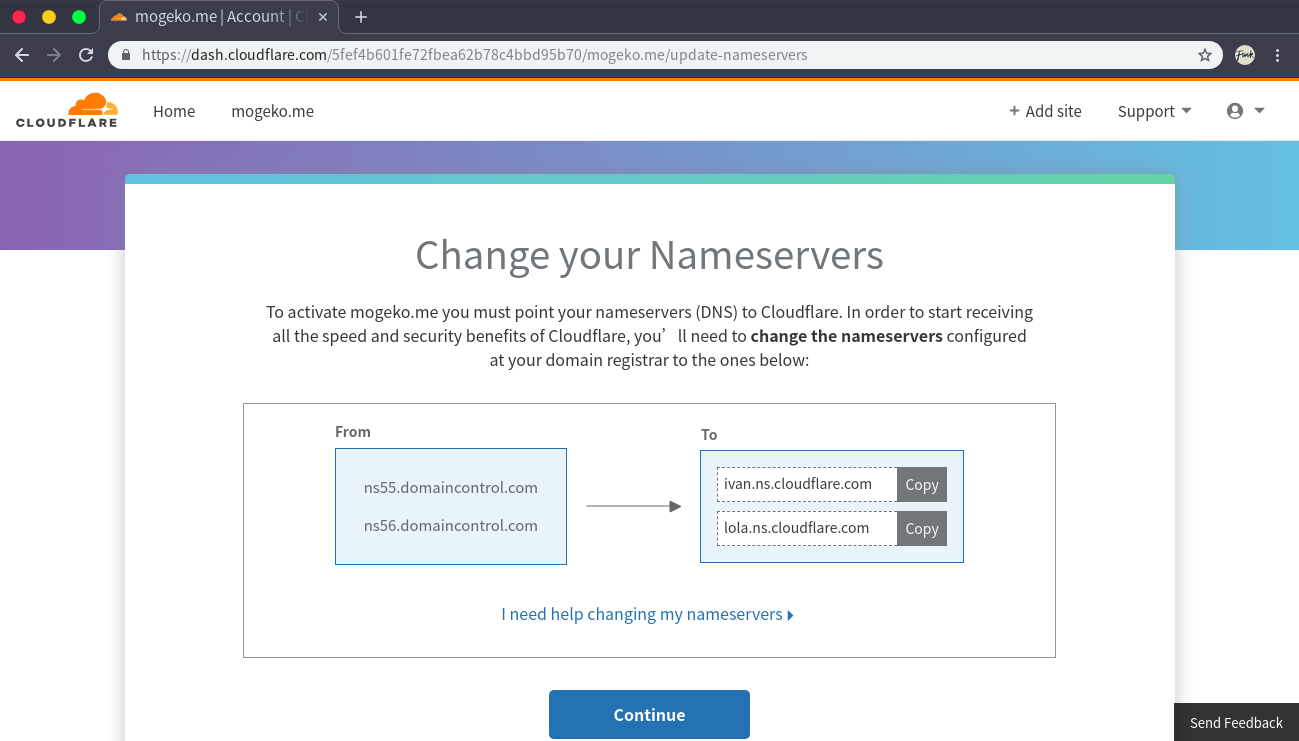 mogeko.me | Account | C
https://dash.cloudflare.com/5fef4b601fe72fbea62b78c4bbd95b70/mogeko.me/update-nameservers
CLOUDFLARE
Home
mogeko.me
+ Add site
Support
Change your Nameservers
To activate mogeko.me you must point your nameservers (DNS) to Cloudflare. In order to start receiving
all the speed and security benefits of Cloudflare, you’ll need to change the nameservers configured
at your domain registrar to the ones below:
From
ns55.domaincontrol.com
ns56.domaincontrol.com
To
ivan.ns.cloudflare.com Copy
lola.ns.cloudflare.com Copy
I need help changing my nameservers
Continue
Send Feedback